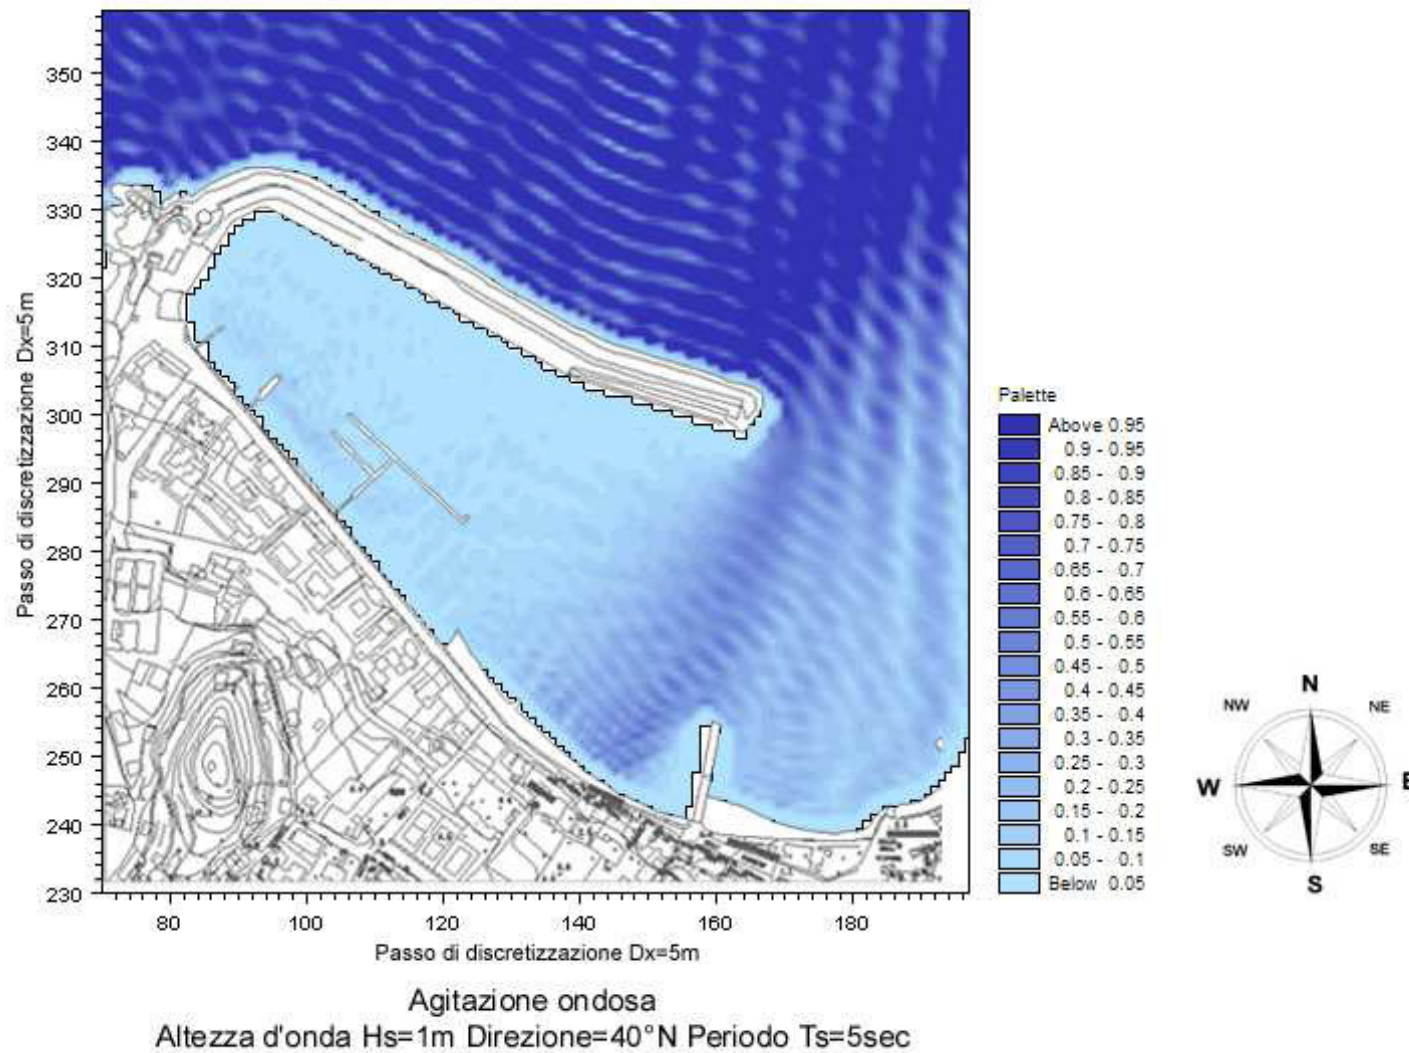 350
340
330
320
310
300
290
280
270
260
250
240
230
Passo di discretizzazione Dx=5m
80 100 120 140 160 180
Passo di discretizzazione Dx=5m
Palette
Above 0.95
0.9 - 0.95
0.85 - 0.9
0.8 - 0.85
0.75 - 0.8
0.7 - 0.75
0.65 - 0.7
0.6 - 0.65
0.55 - 0.6
0.5 - 0.55
0.45 - 0.5
0.4 - 0.45
0.35 - 0.4
0.3 - 0.35
0.25 - 0.3
0.2 - 0.25
0.15 - 0.2
0.1 - 0.15
0.05 - 0.1
Below 0.05
N
NW NE
W E
SW SE
S
Agitazione ondosa
Altezza d'onda Hs=1m Direzione=40°N Periodo Ts=5sec